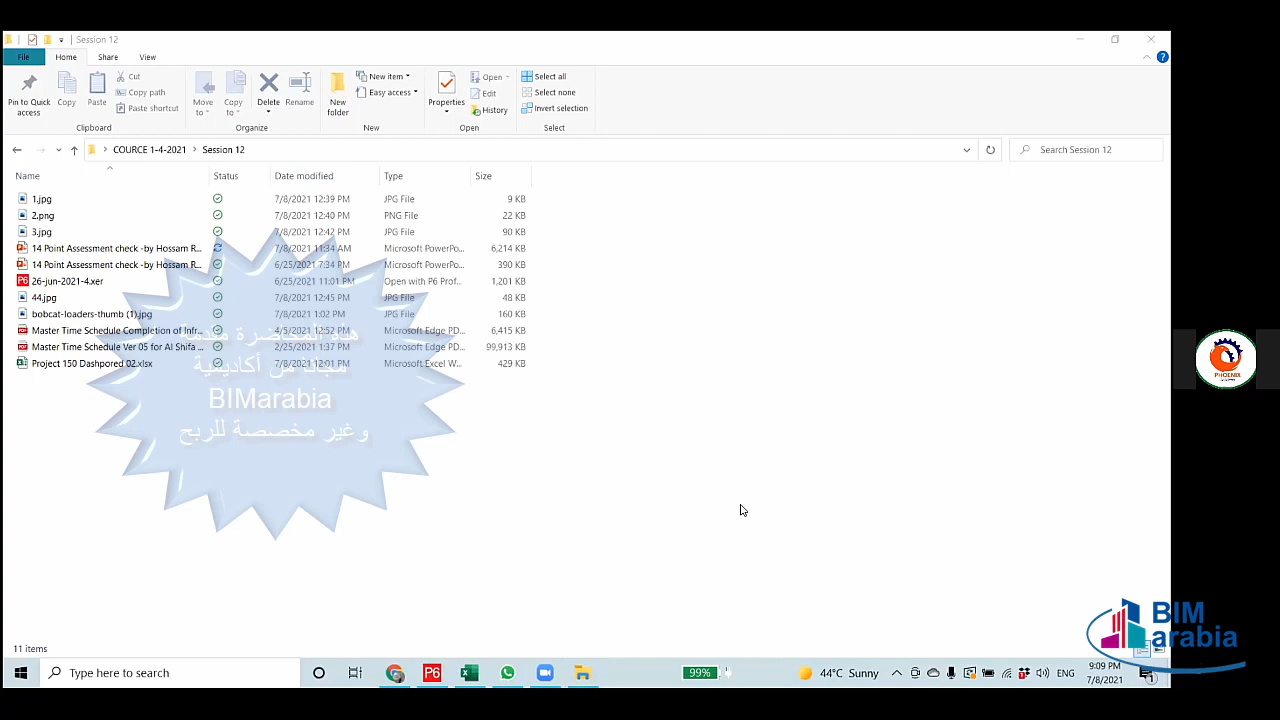 Session 12
File Home Share View
Pin to Quick access
Copy
Paste
Cut
Copy path
Paste shortcut
Clipboard
Move to
Copy to
Delete
Rename
Organize
New folder
New item
Easy access
New
Properties
Open
Edit
History
Open
Select all
Select none
Invert selection
Select
COURCE 1-4-2021 > Session 12
Search Session 12
Name Status Date modified Type Size
1.jpg 7/8/2021 12:39 PM JPG File 9 KB
2.png 7/8/2021 12:40 PM PNG File 22 KB
3.jpg 7/8/2021 12:42 PM JPG File 90 KB
14 Point Assessment check -by Hossam R... 7/8/2021 11:34 AM Microsoft PowerPo... 6,214 KB
14 Point Assessment check -by Hossam R... 6/25/2021 7:34 PM Microsoft PowerPo... 390 KB
26-jun-2021-4.xer 6/25/2021 11:01 PM Open with P6 Prof... 1,201 KB
44.jpg 7/8/2021 12:45 PM JPG File 48 KB
bobcat-loaders-thumb (1).jpg 7/8/2021 1:02 PM JPG File 160 KB
Master Time Schedule Completion of Infr... 4/5/2021 12:52 PM Microsoft Edge PD... 6,415 KB
Master Time Schedule Ver 05 for Al Shifa ... 2/25/2021 1:37 PM Microsoft Edge PD... 99,913 KB
Project 150 Dashpored 02.xlsx 7/8/2021 12:01 PM Microsoft Excel W... 429 KB
هذه المحاضرة مقدمة
مجانا من أكاديمية
BIMarabia
وغير مخصصة للربح
PHOENIX
11 items
BIM
arabia
Type here to search
P6
99%
44°C Sunny
ENG
9:09 PM
7/8/2021